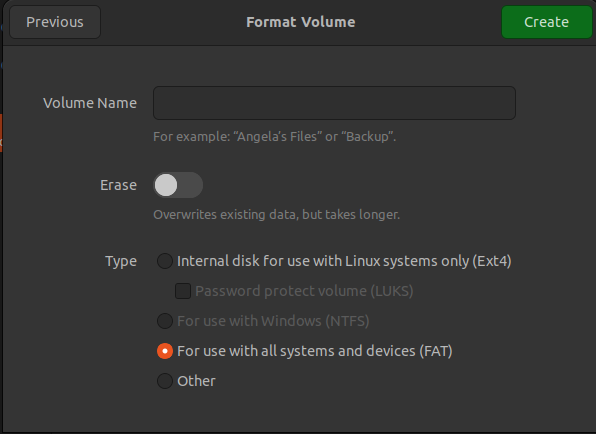 Previous
Format Volume
Create
Volume Name
For example: “Angela’s Files” or “Backup”.
Erase
Overwrites existing data, but takes longer.
Type
Internal disk for use with Linux systems only (Ext4)
Password protect volume (LUKS)
For use with Windows (NTFS)
For use with all systems and devices (FAT)
Other